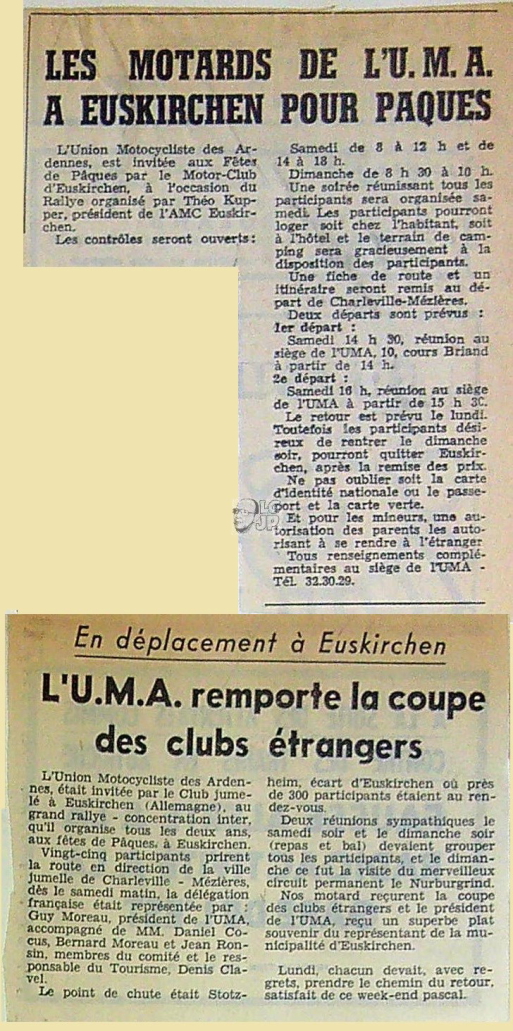 LES MOTARDS DE L'U.M.A.
A EUSKIRCHEN POUR PAQUES
L'Union Motocycliste des Ar-
dennes, est invitée aux Fêtes
de Pâques par le Motor-Club
d'Euskirchen, à l'occasion du
Rallye organisé par Théo Kup-
per, président de l'AMC Euskir-
chen.
Les contrôles seront ouverts :
Samedi de 8 à 12 h et de
14 à 18 h.
Dimanche de 8 h 30 à 10 h.
Une soirée réunissant tous les
participants sera organisée sa-
medi. Les participants pourront
loger soit chez l'habitant, soit
à l'hôtel et le terrain de cam-
ping sera gracieusement à la
disposition des participants.
Une fiche de route et un
itinéraire seront remis au dé-
part de Charleville-Mézières.
Deux départs sont prévus :
1er départ :
Samedi 14 h 30, réunion au
siège de l'UMA, 10, cours Briand
à partir de 14 h.
2e départ :
Samedi 16 h, réunion au siège
de l'UMA à partir de 15 h 30.
Le retour est prévu le lundi.
Toutefois les participants dési-
reux de rentrer le dimanche
soir, pourront quitter Euskir-
chen, après la remise des prix.
Ne pas oublier soit la carte
d'identité nationale ou le passe-
port et la carte verte.
Et pour les mineurs, une au-
torisation des parents les auto-
risant à se rendre à l'étranger
Tous renseignements complé-
mentaires au siège de l'UMA -
Tél. 32.30.29.
LC
JP
En déplacement à Euskirchen
L'U.M.A. remporte la coupe
des clubs étrangers
L'Union Motocycliste des Arden-
nes, était invitée par le Club jume-
lé à Euskirchen (Allemagne), au
grand rallye - concentration inter,
qu'il organise tous les deux ans,
aux fêtes de Pâques, à Euskirchen.
Vingt-cinq participants prirent
la route en direction de la ville
jumelle de Charleville - Mézières,
dès le samedi matin, la délégation
française était représentée par :
Guy Moreau, président de l'UMA,
accompagné de MM. Daniel Co-
cus, Bernard Moreau et Jean Ron-
sin, membres du comité et le res-
ponsable du Tourisme, Denis Cla-
vel.
Le point de chute était Stotz-
heim, écart d'Euskirchen où près
de 300 participants étaient au ren-
dez-vous.
Deux réunions sympathiques le
samedi soir et le dimanche soir
(repas et bal) devaient grouper
tous les participants, et le diman-
che ce fut la visite du merveilleux
circuit permanent le Nurburgrind.
Nos motard reçurent la coupe
des clubs étrangers et le président
de l'UMA, reçu un superbe plat
souvenir du représentant de la mu-
nicipalité d'Euskirchen.
Lundi, chacun devait, avec re-
grets, prendre le chemin du retour,
satisfait de ce week-end pascal.